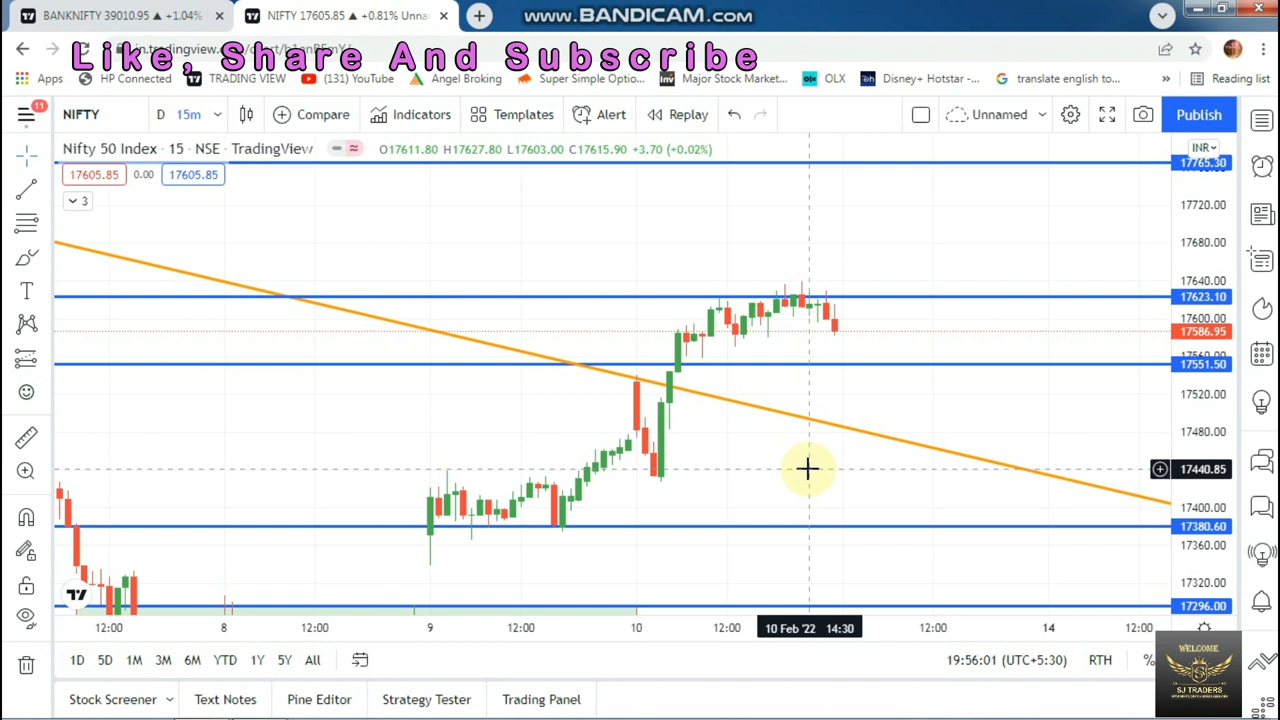 BANKNIFTY 39010.95 ▲ +1.04%
NIFTY 17605.85 ▲ +0.81% Unna
www.BANDICAM.com
Like, Share And Subscribe
Apps
HP Connected
TRADING VIEW
(131) YouTube
Angel Broking
Super Simple Optio...
Major Stock Market...
OLX
Disney+ Hotstar -...
translate english to...
»
Reading list
11
NIFTY
D
15m
Compare
Indicators
Templates
Alert
Replay
Unnamed
Publish
Nifty 50 Index · 15 · NSE · TradingView
O17611.80 H17627.80 L17603.00 C17615.90 +3.70 (+0.02%)
INR
17605.85
0.00
17605.85
3
17765.30
17720.00
17680.00
17640.00
17623.10
17600.00
17586.95
17560.00
17551.50
17520.00
17480.00
17440.85
17400.00
17380.60
17360.00
17320.00
17296.00
12:00
8
12:00
9
12:00
10
12:00
10 Feb '22 14:30
12:00
14
12:00
1D
5D
1M
3M
6M
YTD
1Y
5Y
All
19:56:01 (UTC+5:30)
RTH
%
WELCOME
SJ TRADERS
Stock Screener
Text Notes
Pine Editor
Strategy Tester
Trading Panel